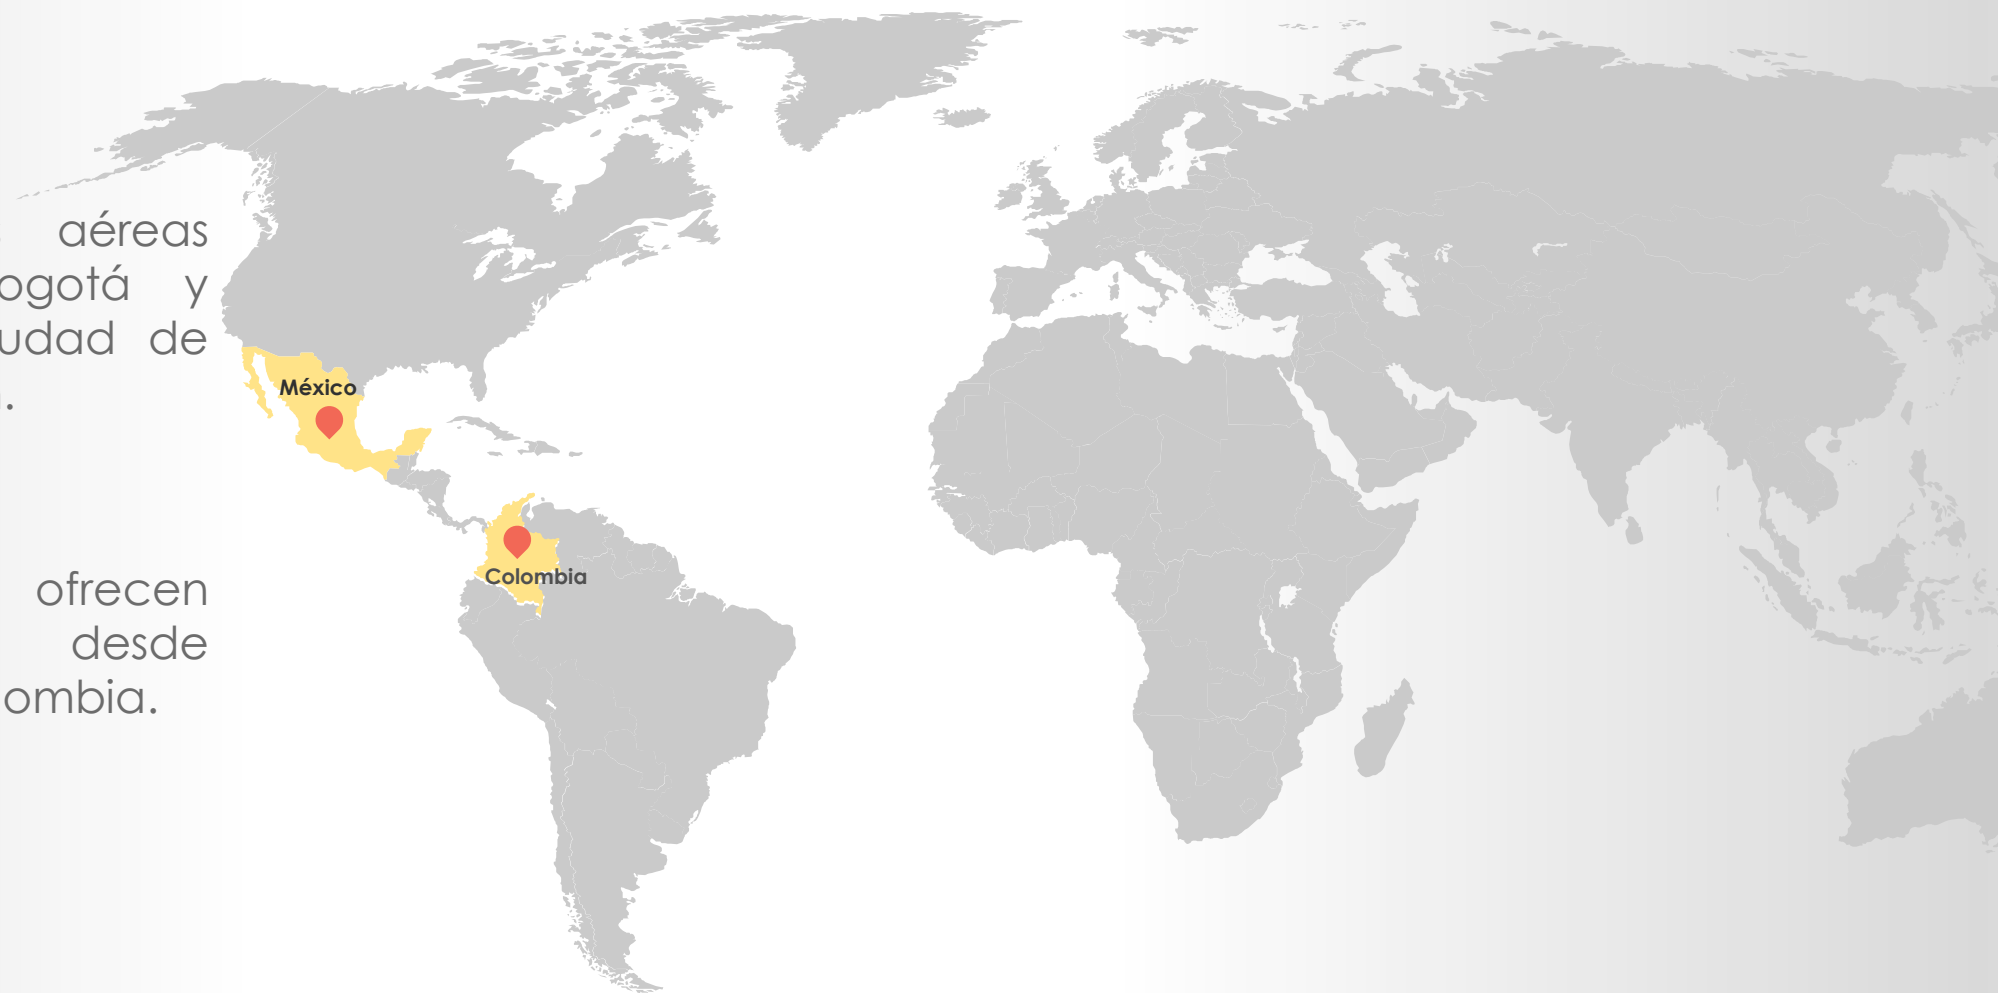 aéreas
ogotá y
udad de
.
ofrecen
desde
ombia.
México
Colombia